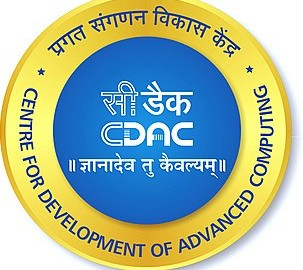 प्रगत संगणन विकास केंद्र
सी डैक
CDAC
॥ ज्ञानादेव तु कैवल्यम् ॥
CENTRE FOR DEVELOPMENT OF ADVANCED COMPUTING